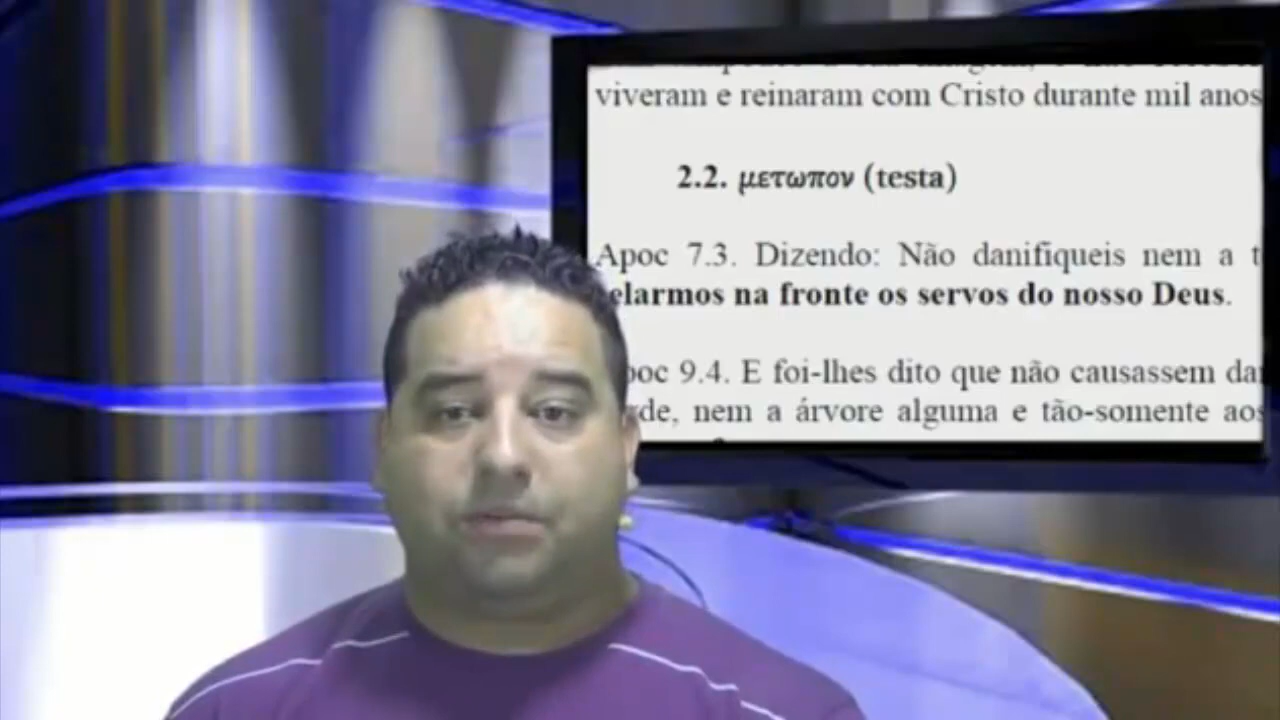 viveram e reinaram com Cristo durante mil anos
2.2. μετωπον (testa)
Apoc 7.3. Dizendo: Não danifiqueis nem a t
elarmos na fronte os servos do nosso Deus.
poc 9.4. E foi-lhes dito que não causassem da
rde, nem a árvore alguma e tão-somente aos